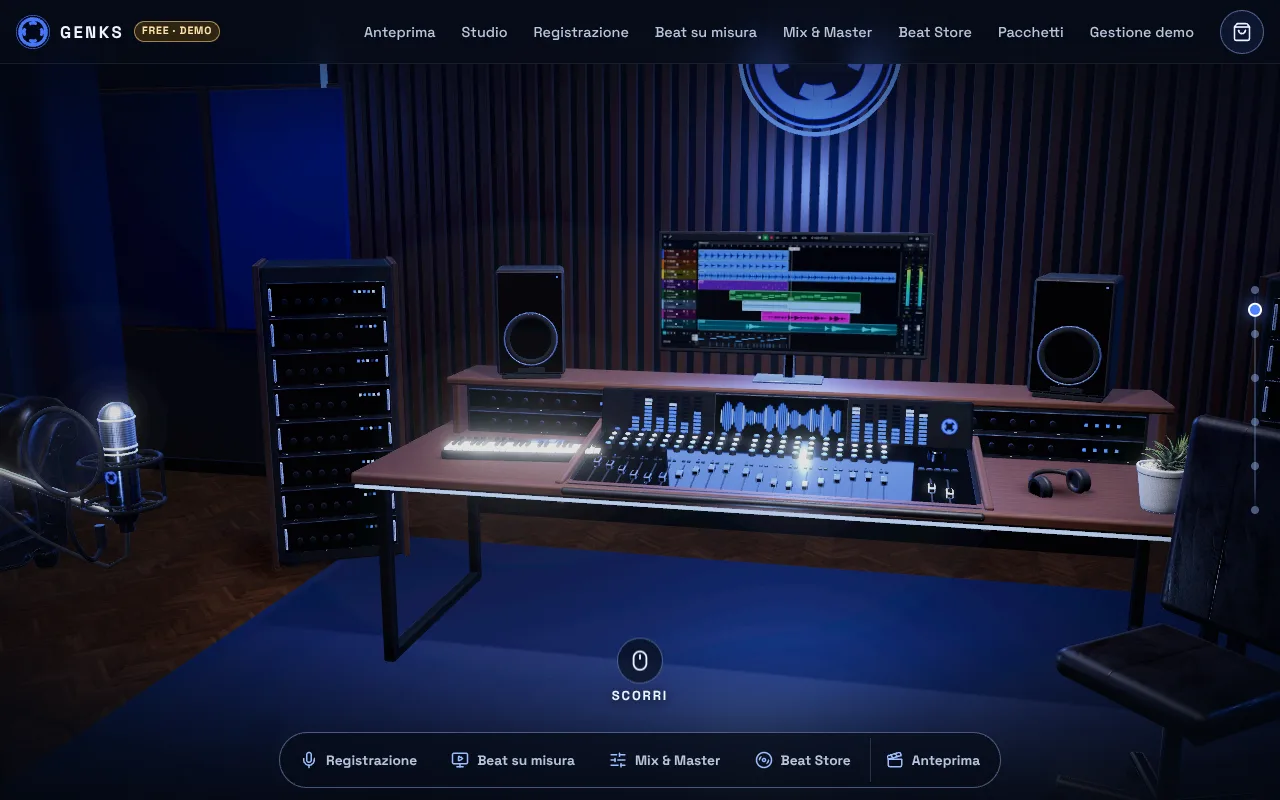 GENKS
FREE · DEMO
Anteprima
Studio
Registrazione
Beat su misura
Mix & Master
Beat Store
Pacchetti
Gestione demo
SCORRI
Registrazione
Beat su misura
Mix & Master
Beat Store
Anteprima